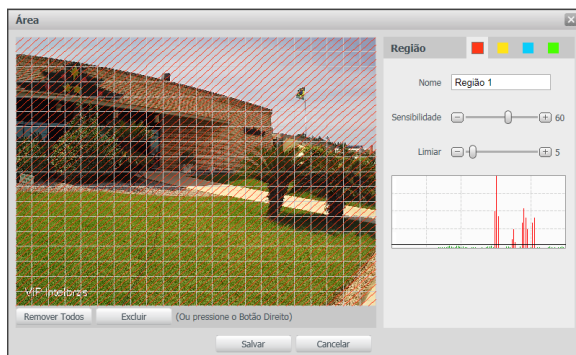 Área
Região
Nome Região 1
Sensibilidade 60
Limiar 5
ViP Intelbras
Remover Todos Excluir (Ou pressione o Botão Direito)
Salvar Cancelar